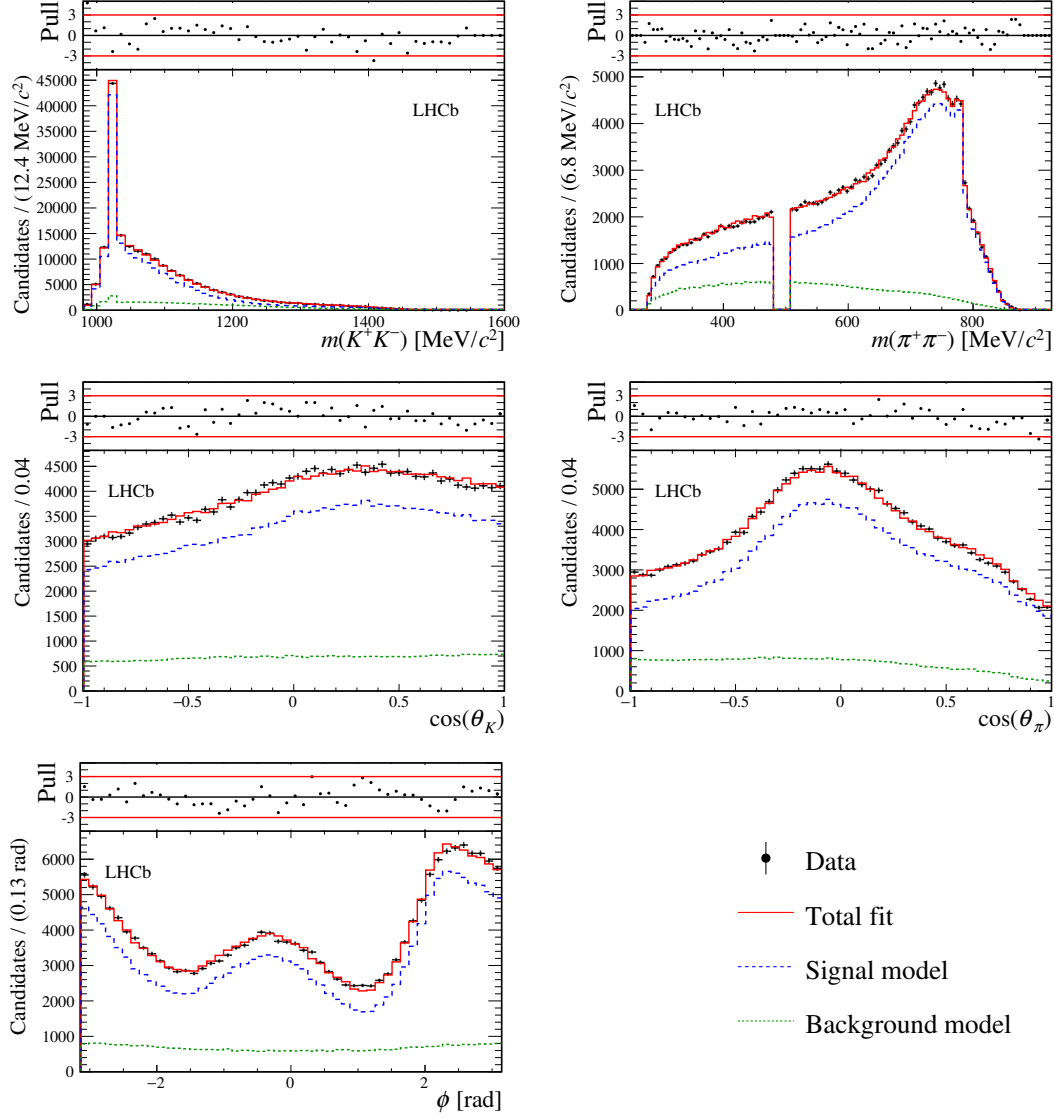 Pull
3
0
−3
Candidates / (12.4 MeV/c²)
45000
40000
35000
30000
25000
20000
15000
10000
5000
0
LHCb
1000 1200 1400 1600
m(K⁺K⁻) [MeV/c²]
Pull
3
0
−3
Candidates / (6.8 MeV/c²)
5000
4000
3000
2000
1000
0
LHCb
400 600 800
m(π⁺π⁻) [MeV/c²]
Pull
3
0
−3
Candidates / 0.04
4500
4000
3500
3000
2500
2000
1500
1000
500
0
LHCb
−1 −0.5 0 0.5 1
cos(θ_K)
Pull
3
0
−3
Candidates / 0.04
5000
4000
3000
2000
1000
0
LHCb
−1 −0.5 0 0.5 1
cos(θ_π)
Pull
3
0
−3
Candidates / (0.13 rad)
6000
5000
4000
3000
2000
1000
0
LHCb
−2 0 2
ϕ [rad]
Data
Total fit
Signal model
Background model